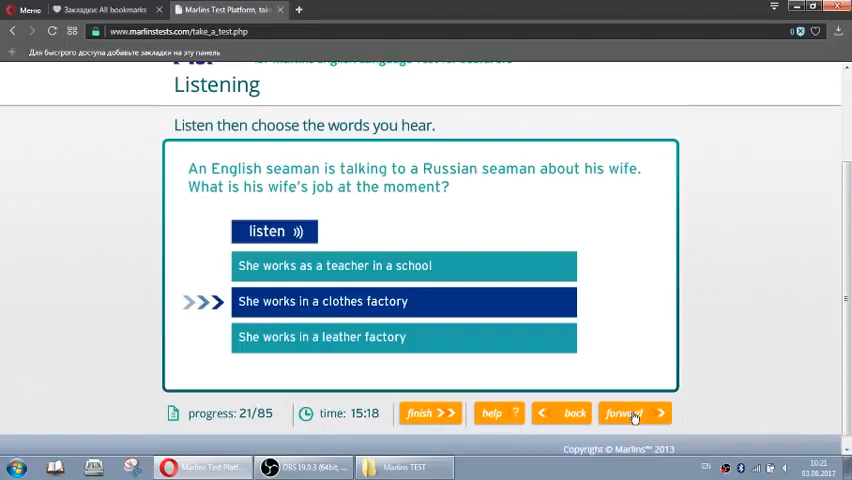 Меню
Закладки: All bookmarks
Marlins Test Platform, take
www.marlinstests.com/take_a_test.php
0
Для быстрого доступа добавьте закладки на эту панель
Listening
Listen then choose the words you hear.
An English seaman is talking to a Russian seaman about his wife.
What is his wife's job at the moment?
listen
She works as a teacher in a school
She works in a clothes factory
She works in a leather factory
progress: 21/85
time: 15:18
finish >>
help ?
<< back
forward >
Copyright © Marlins™ 2013
FUN
Marlins Test Platf...
OBS 19.0.3 (64bit, ...
Marlins TEST
EN
10:21
03.08.2017